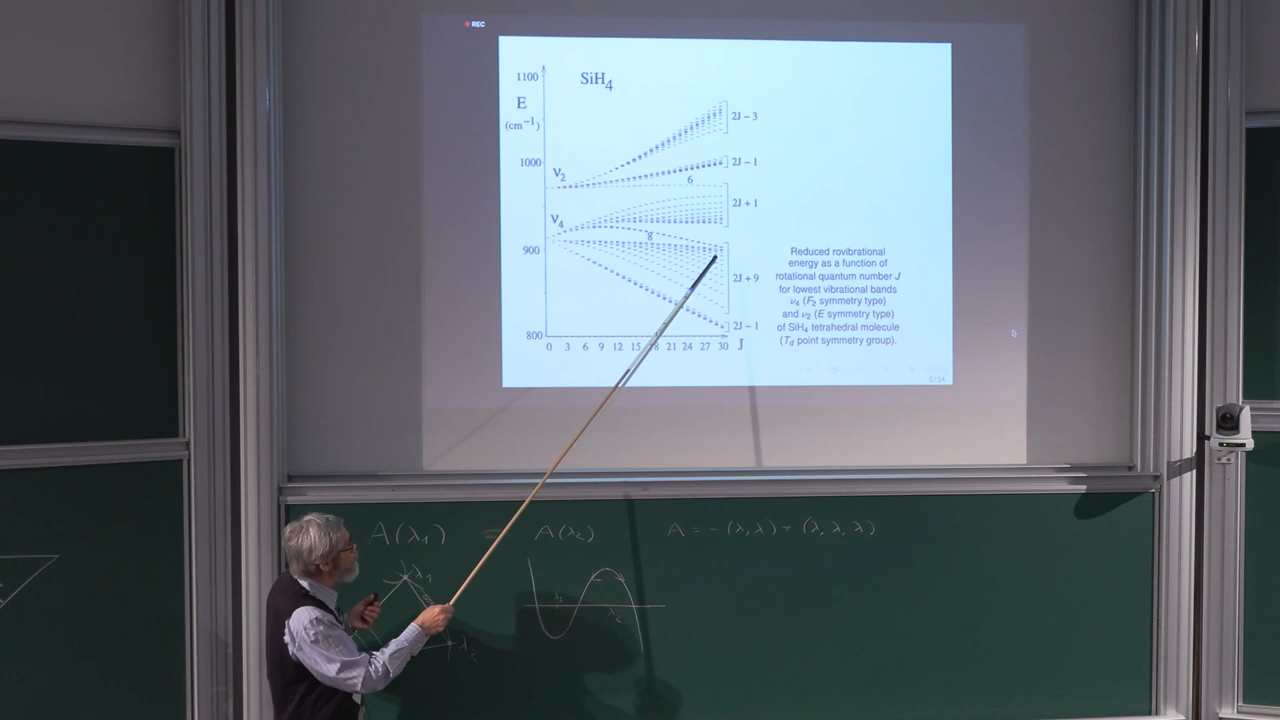 REC
1100
SiH4
E
(cm⁻¹)
2J − 3
1000
2J − 1
ν2
6
2J + 1
ν4
8
900
2J + 9
2J − 1
800
0 3 6 9 12 15 18 21 24 27 30 J
Reduced rovibrational
energy as a function of
rotational quantum number J
for lowest vibrational bands
ν4 (F2 symmetry type)
and ν2 (E symmetry type)
of SiH4 tetrahedral molecule
(Td point symmetry group).
5/34
A(λ1) = A(λ2) A = -(λ,λ) + (λ,λ,λ)
λ1